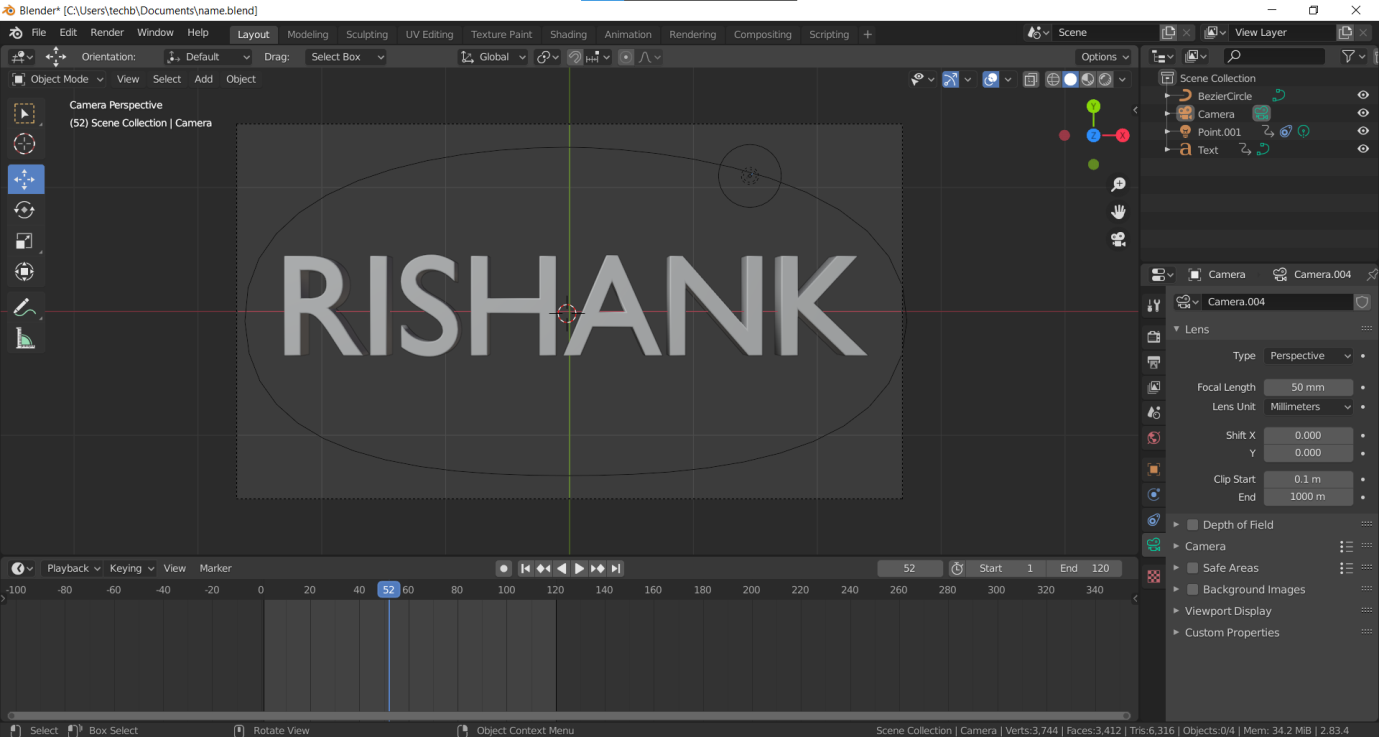 Blender* [C:\Users\techb\Documents\name.blend]
File Edit Render Window Help Layout Modeling Sculpting UV Editing Texture Paint Shading Animation Rendering Compositing Scripting + Scene View Layer
Orientation: Default Drag: Select Box Global Options
Object Mode View Select Add Object
Scene Collection
BezierCircle
Camera
Point.001
Text
Camera Perspective
(52) Scene Collection | Camera
Y
Z X
RISHANK
Camera Camera.004
Camera.004
Lens
Type Perspective
Focal Length 50 mm
Lens Unit Millimeters
Shift X 0.000
Y 0.000
Clip Start 0.1 m
End 1000 m
Depth of Field
Camera
Safe Areas
Background Images
Viewport Display
Custom Properties
Playback Keying View Marker 52 Start 1 End 120
-100 -80 -60 -40 -20 0 20 40 52 60 80 100 120 140 160 180 200 220 240 260 280 300 320 340
Select Box Select Rotate View Object Context Menu Scene Collection | Camera | Verts:3,744 | Faces:3,412 | Tris:6,316 | Objects:0/4 | Mem: 34.2 MiB | 2.83.4